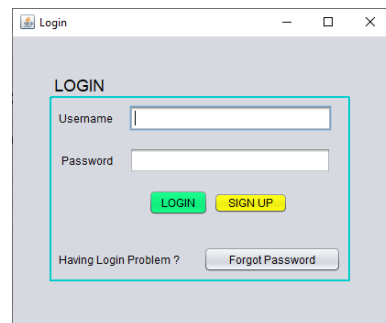 Login
LOGIN
Username
Password
LOGIN SIGN UP
Having Login Problem ? Forgot Password